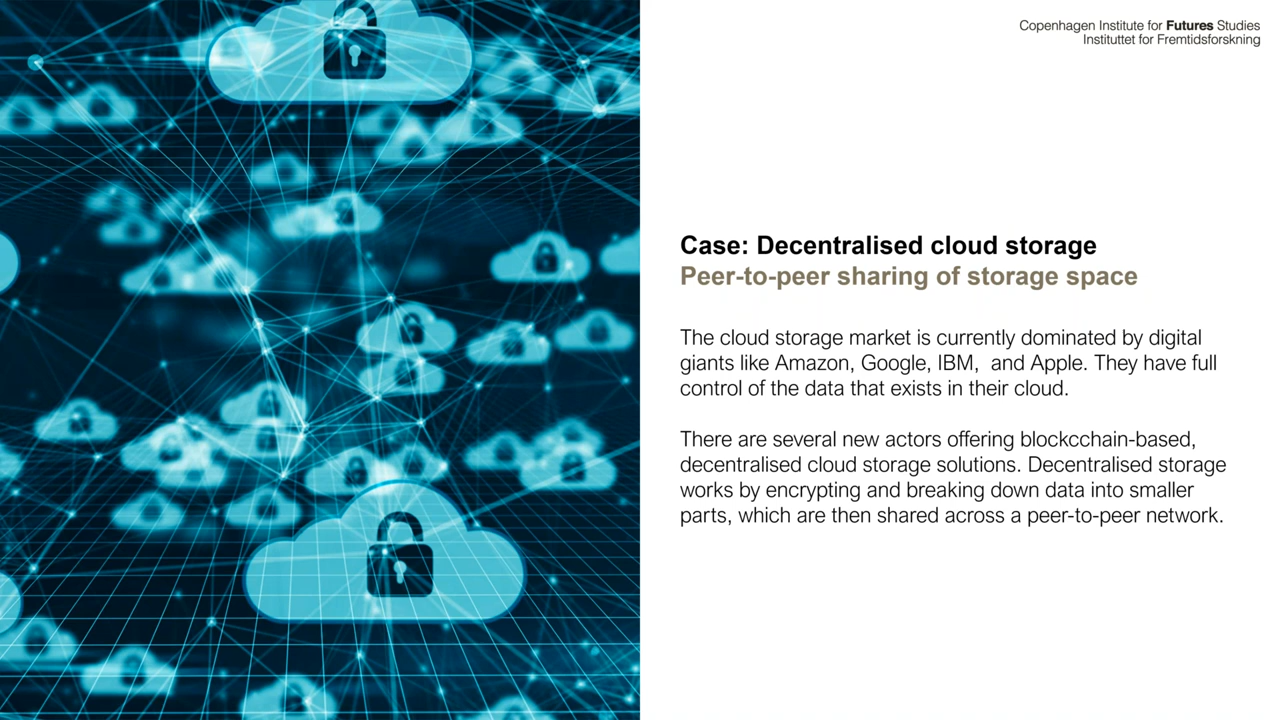 Copenhagen Institute for Futures Studies
Instituttet for Fremtidsforskning
Case: Decentralised cloud storage
Peer-to-peer sharing of storage space
The cloud storage market is currently dominated by digital
giants like Amazon, Google, IBM,  and Apple. They have full
control of the data that exists in their cloud.
There are several new actors offering blockcchain-based,
decentralised cloud storage solutions. Decentralised storage
works by encrypting and breaking down data into smaller
parts, which are then shared across a peer-to-peer network.